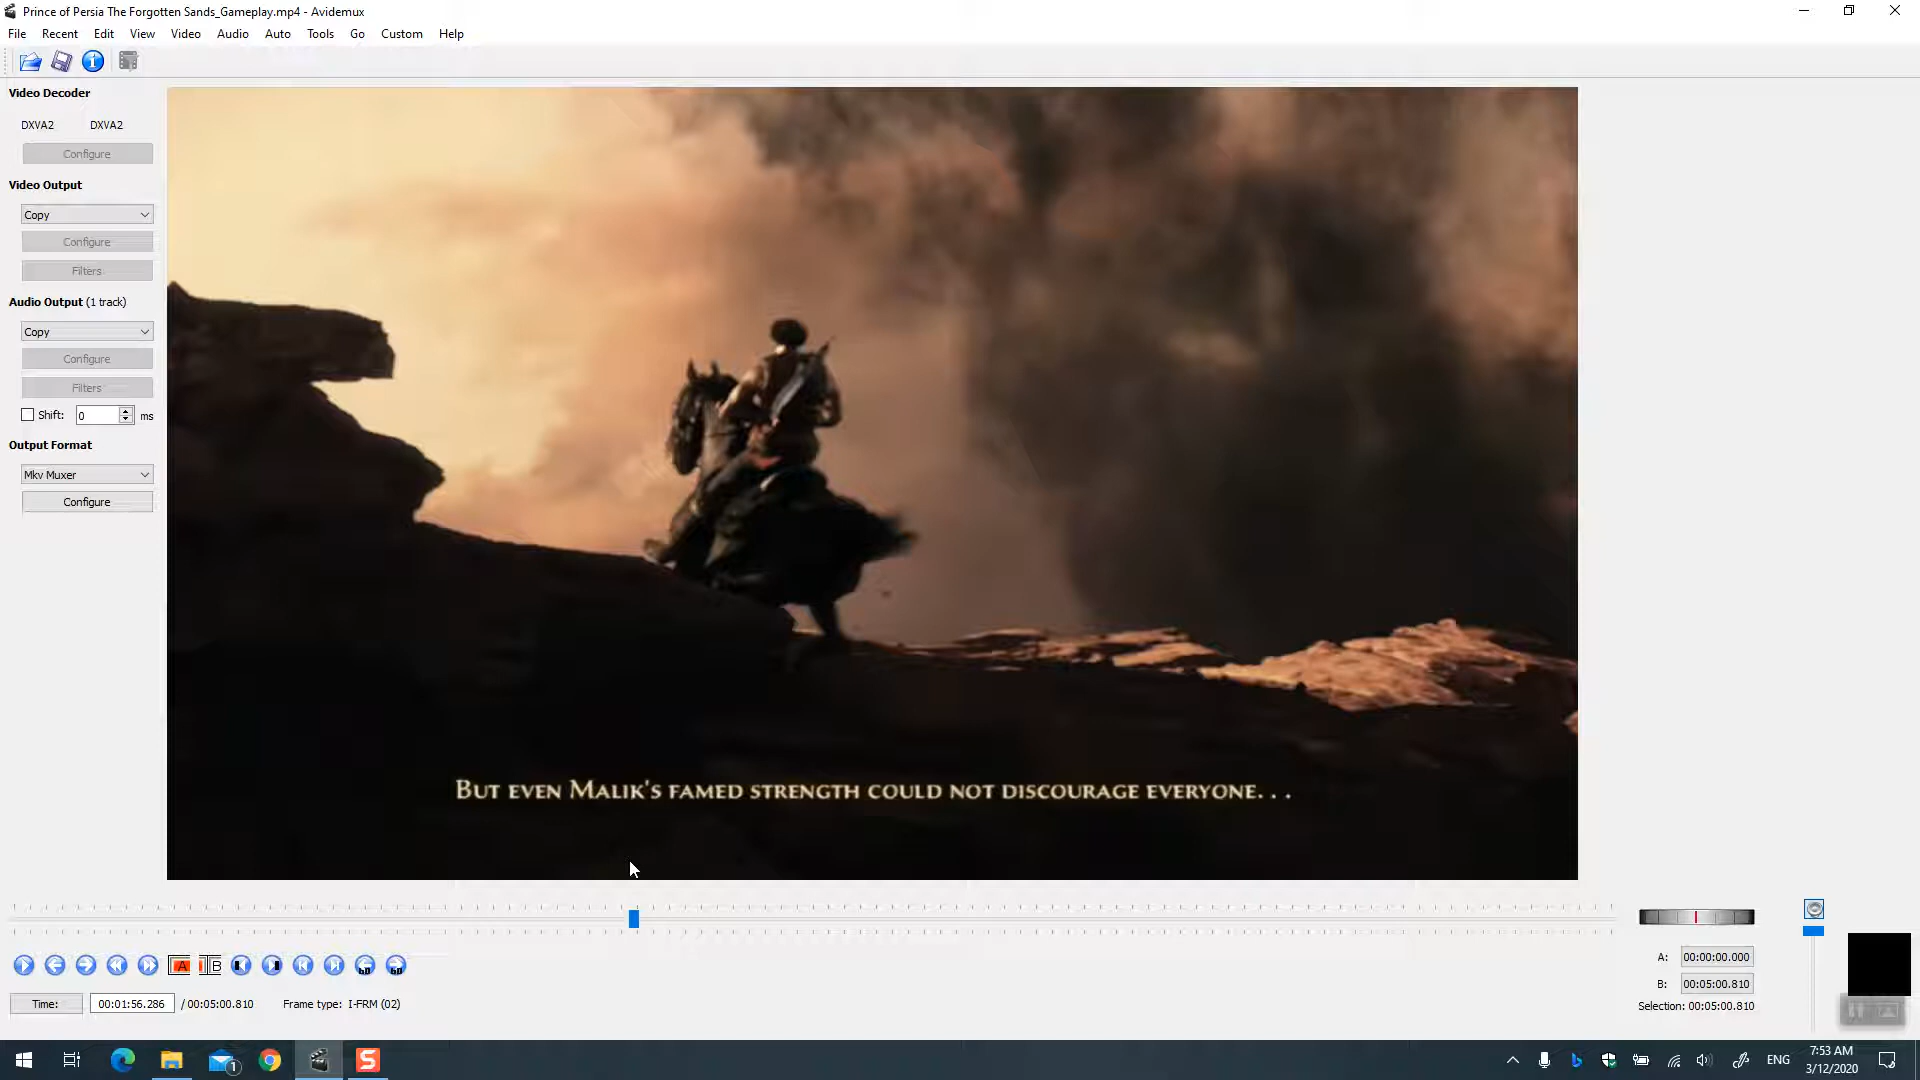 Prince of Persia The Forgotten Sands_Gameplay.mp4 - Avidemux
File Recent Edit View Video Audio Auto Tools Go Custom Help
Video Decoder
DXVA2 DXVA2
Configure
Video Output
Copy
Configure
Filters
Audio Output (1 track)
Copy
Configure
Filters
Shift: 0 ms
Output Format
Mkv Muxer
Configure
But even Malik's famed strength could not discourage everyone. . .
A B
60 60
A: 00:00:00.000
B: 00:05:00.810
Time: 00:01:56.286 / 00:05:00.810 Frame type: I-FRM (02)
Selection: 00:05:00.810
1
S
ENG
7:53 AM
3/12/2020